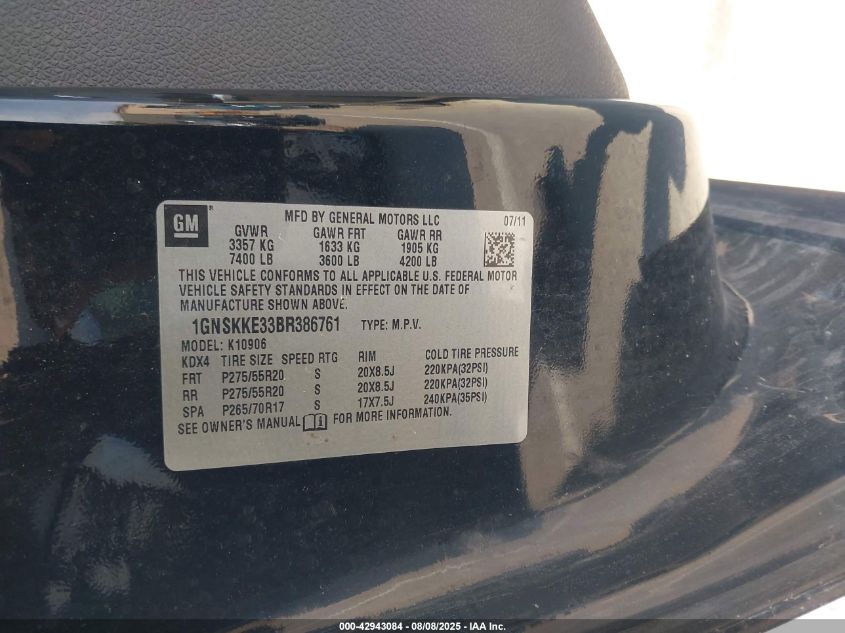 GM ®
MFD BY GENERAL MOTORS LLC 07/11
GVWR GAWR FRT GAWR RR
3357 KG 1633 KG 1905 KG
7400 LB 3600 LB 4200 LB
THIS VEHICLE CONFORMS TO ALL APPLICABLE U.S. FEDERAL MOTOR
VEHICLE SAFETY STANDARDS IN EFFECT ON THE DATE OF
MANUFACTURE SHOWN ABOVE.
1GNSKKE33BR386761 TYPE: M.P.V.
MODEL: K10906
KDX4 TIRE SIZE SPEED RTG RIM COLD TIRE PRESSURE
FRT P275/55R20 S 20X8.5J 220KPA(32PSI)
RR P275/55R20 S 20X8.5J 220KPA(32PSI)
SPA P265/70R17 S 17X7.5J 240KPA(35PSI)
SEE OWNER'S MANUAL FOR MORE INFORMATION.
000-42943084 - 08/08/2025 - IAA Inc.